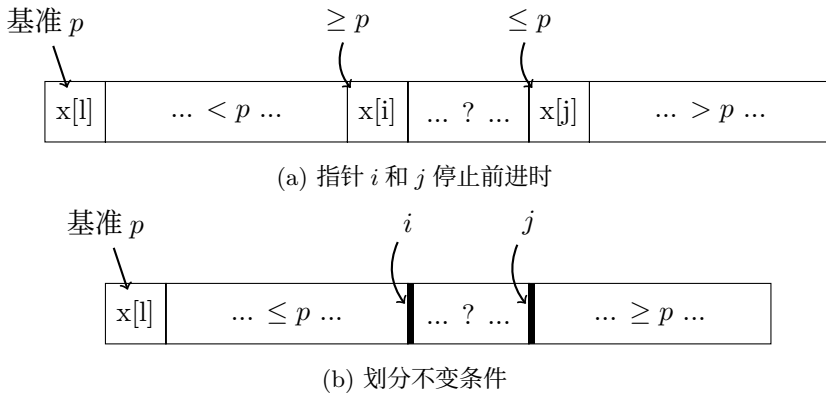 基准 p ≥ p ≤ p
x[l] ... < p ... x[i] ... ? ... x[j] ... > p ...
(a) 指针 i 和 j 停止前进时
基准 p i j
x[l] ... ≤ p ... ... ? ... ... ≥ p ...
(b) 划分不变条件